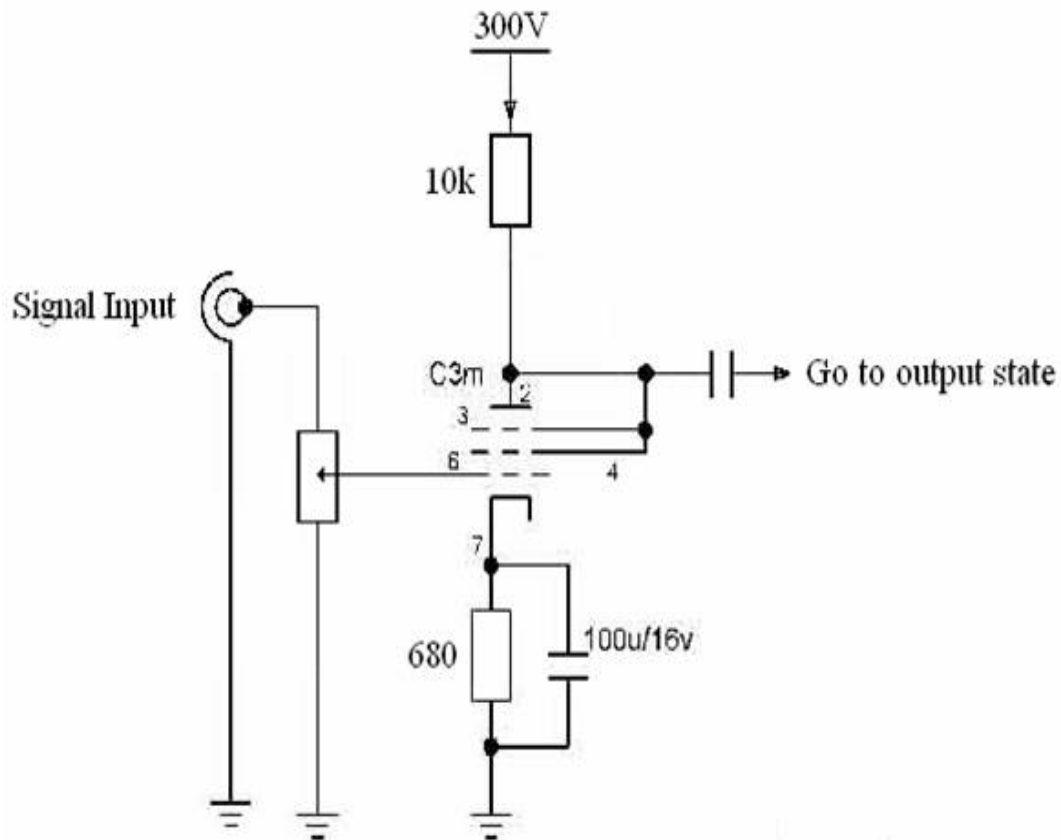 300V
10k
Signal Input
C3m
2
Go to output state
3
6
4
7
680
100u/16v